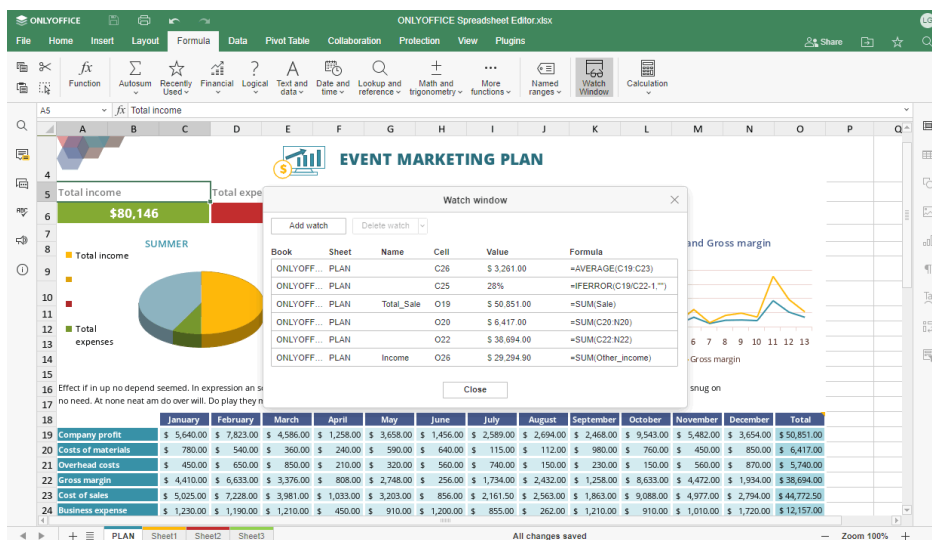 ONLYOFFICE
ONLYOFFICE Spreadsheet Editor.xlsx
LG
File Home Insert Layout Formula Data Pivot Table Collaboration Protection View Plugins Share
fx
Function Autosum Recently Used Financial Logical Text and data Date and time Lookup and reference Math and trigonometry More functions Named ranges Watch Window Calculation
A5 fx Total income
A B C D E F G H I J K L M N O P Q
4 EVENT MARKETING PLAN
5 Total income Total expe
6 $80,146
7
8 SUMMER and Gross margin
Total income
9
10
11
12 Total
expenses
13
6 7 8 9 10 11 12 13
14 Gross margin
15
16 Effect if in up no depend seemed. In expression an s snug on
17 no need. At none neat am do over will. Do play they n
Watch window
Add watch Delete watch
Book Sheet Name Cell Value Formula
ONLYOFF... PLAN C26 $ 3,261.00 =AVERAGE(C19:C23)
ONLYOFF... PLAN C25 28% =IFERROR(C19/C22-1,"")
ONLYOFF... PLAN Total_Sale O19 $ 50,851.00 =SUM(Sale)
ONLYOFF... PLAN O20 $ 6,417.00 =SUM(C20:N20)
ONLYOFF... PLAN O22 $ 38,694.00 =SUM(C22:N22)
ONLYOFF... PLAN Income O26 $ 29,294.90 =SUM(Other_income)
Close
18 January February March April May June July August September October November December Total
19 Company profit $ 5,640.00 $ 7,823.00 $ 4,586.00 $ 1,258.00 $ 3,658.00 $ 1,456.00 $ 2,589.00 $ 2,694.00 $ 2,468.00 $ 9,543.00 $ 5,482.00 $ 3,654.00 $ 50,851.00
20 Costs of materials $ 780.00 $ 540.00 $ 360.00 $ 240.00 $ 590.00 $ 640.00 $ 115.00 $ 112.00 $ 980.00 $ 760.00 $ 450.00 $ 850.00 $ 6,417.00
21 Overhead costs $ 450.00 $ 650.00 $ 850.00 $ 210.00 $ 320.00 $ 560.00 $ 740.00 $ 150.00 $ 230.00 $ 150.00 $ 560.00 $ 870.00 $ 5,740.00
22 Gross margin $ 4,410.00 $ 6,633.00 $ 3,376.00 $ 808.00 $ 2,748.00 $ 256.00 $ 1,734.00 $ 2,432.00 $ 1,258.00 $ 8,633.00 $ 4,472.00 $ 1,934.00 $ 38,694.00
23 Cost of sales $ 5,025.00 $ 7,228.00 $ 3,981.00 $ 1,033.00 $ 3,203.00 $ 856.00 $ 2,161.50 $ 2,563.00 $ 1,863.00 $ 9,088.00 $ 4,977.00 $ 2,794.00 $ 44,772.50
24 Business expense $ 1,230.00 $ 1,190.00 $ 1,210.00 $ 450.00 $ 910.00 $ 1,200.00 $ 855.00 $ 262.00 $ 1,210.00 $ 910.00 $ 1,010.00 $ 1,720.00 $ 12,157.00
PLAN Sheet1 Sheet2 Sheet3 All changes saved Zoom 100%